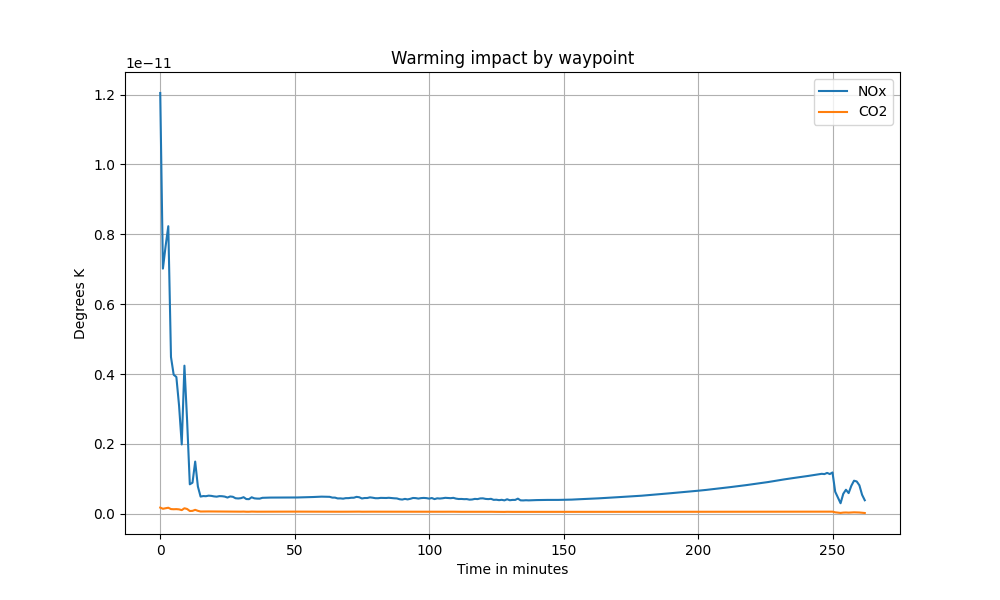 Warming impact by waypoint
1e−11
NOx
CO2
1.2
1.0
0.8
0.6
0.4
0.2
0.0
Degrees K
0 50 100 150 200 250
Time in minutes